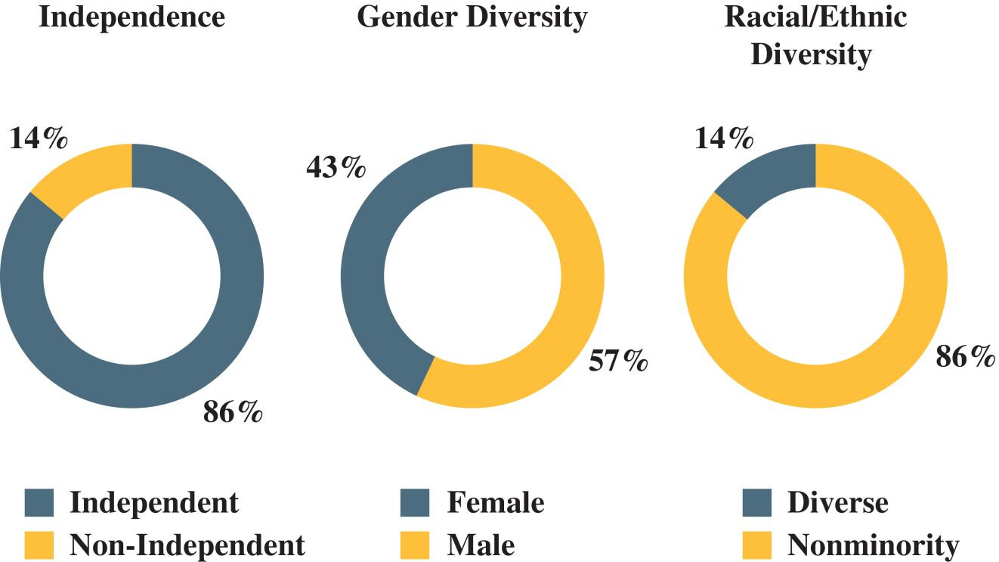 Independence
14%
86%
Independent
Non-Independent
Gender Diversity
43%
57%
Female
Male
Racial/Ethnic
Diversity
14%
86%
Diverse
Nonminority